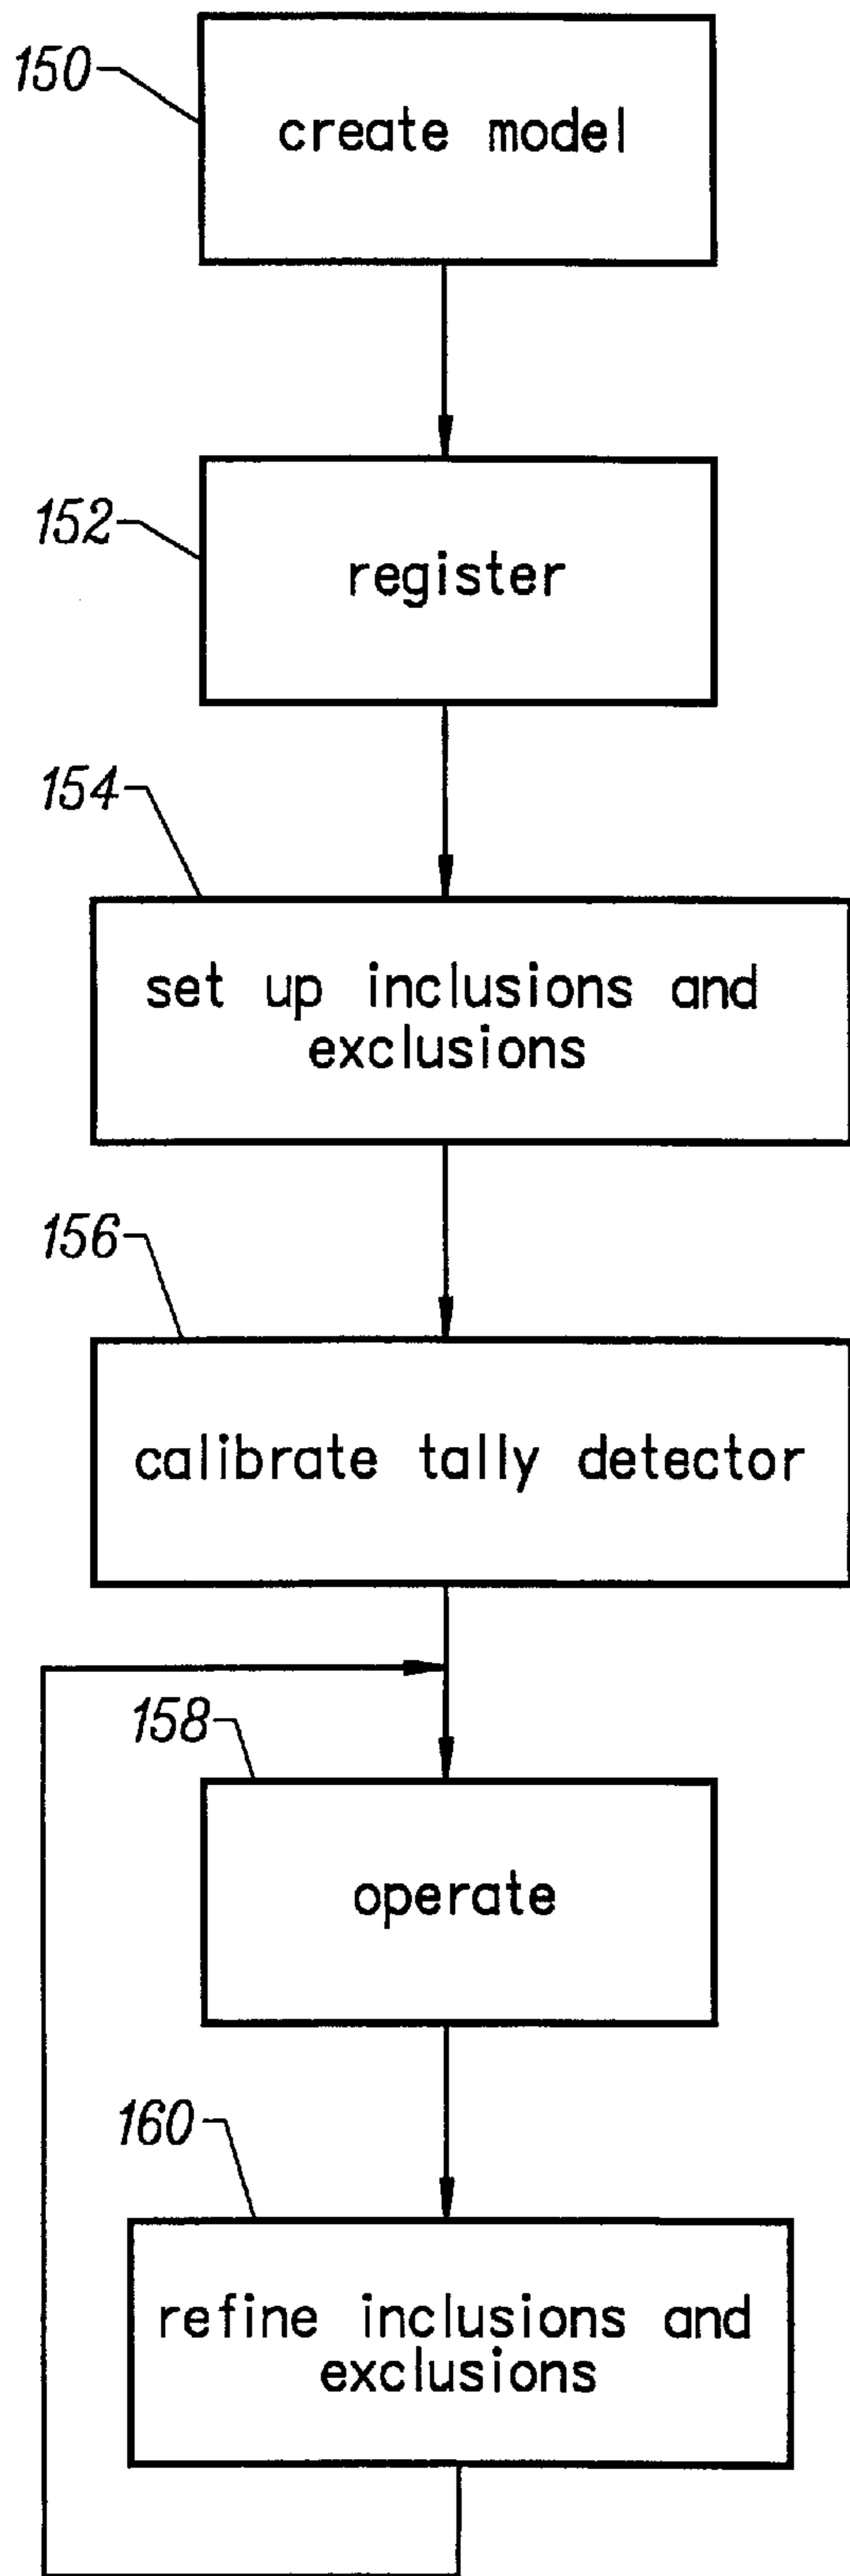 150
create model
152
register
154
set up inclusions and
exclusions
156
calibrate tally detector
158
operate
160
refine inclusions and
exclusions